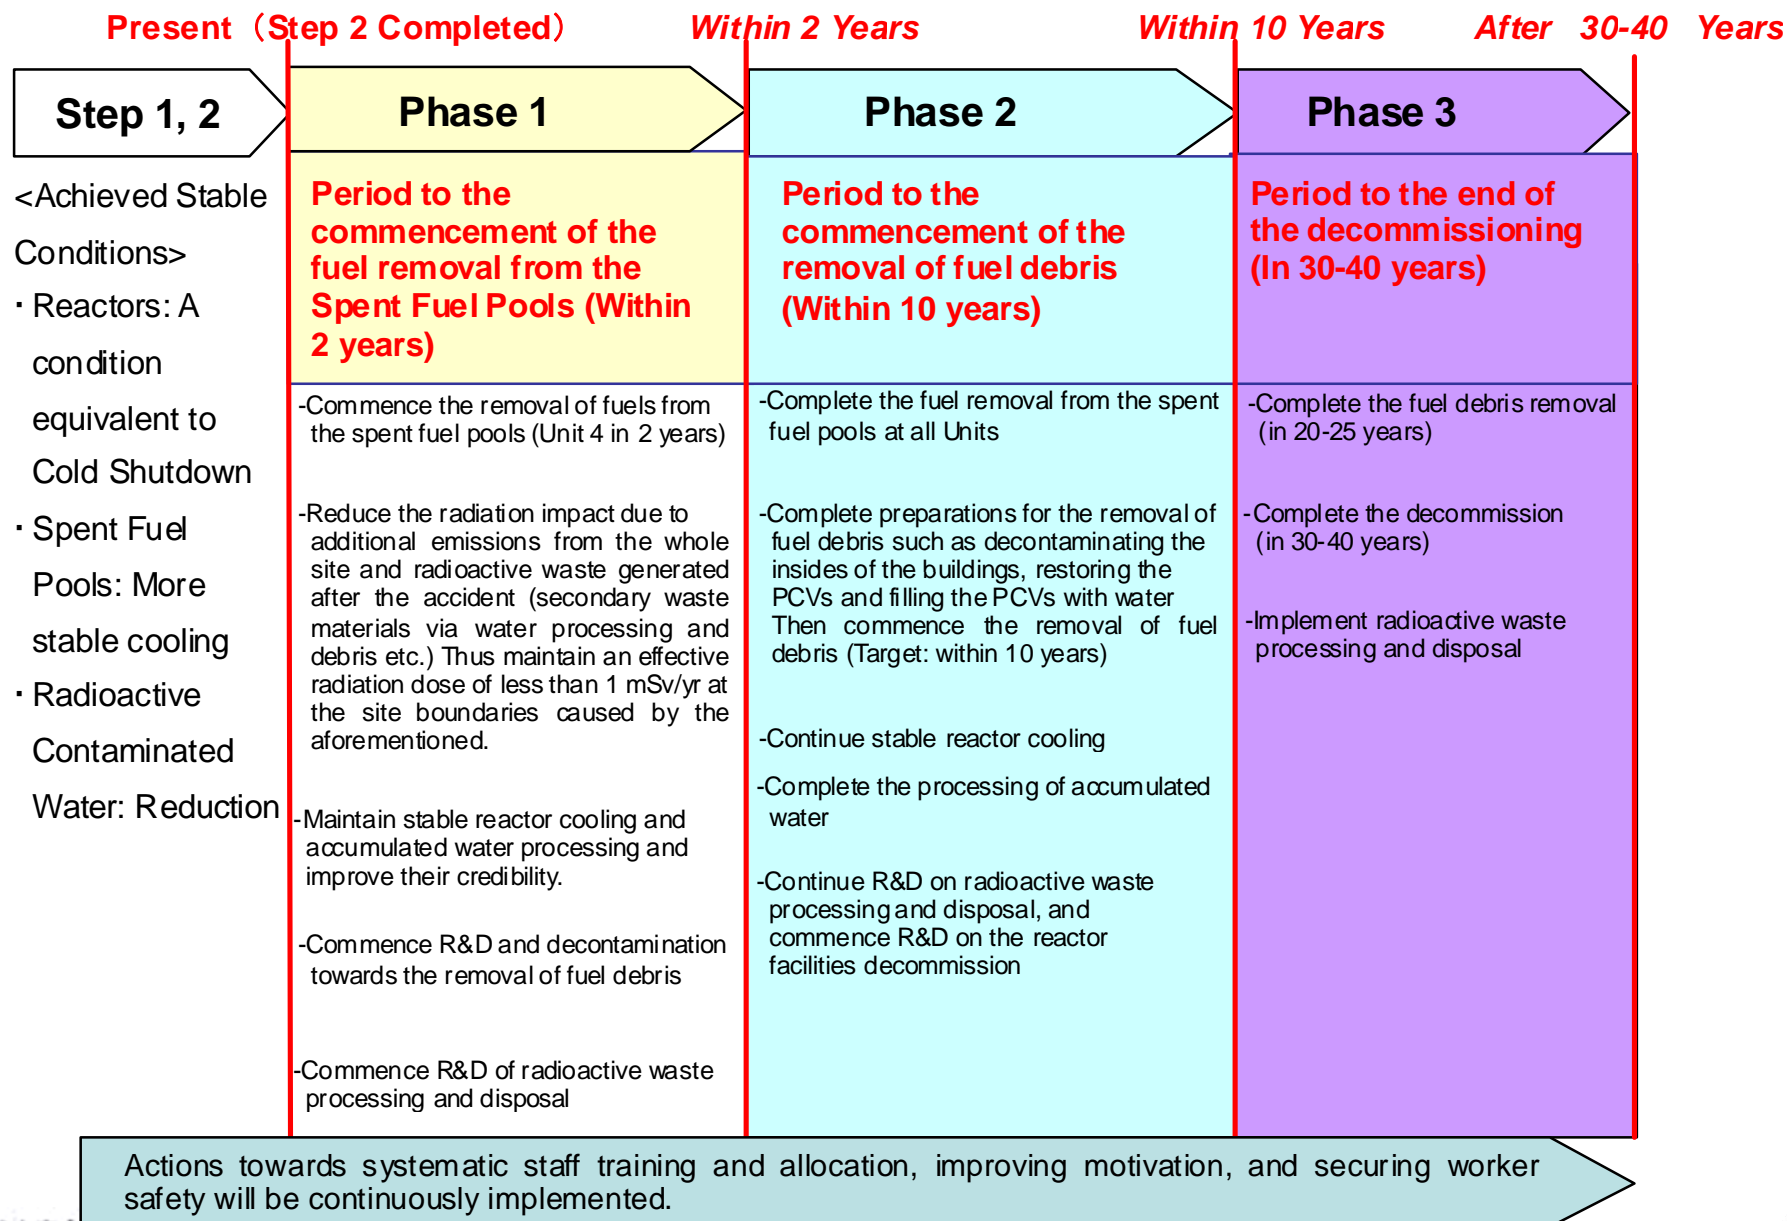 Present（Step 2 Completed）
Within 2 Years
Within 10 Years
After 30-40 Years
Step 1, 2
Phase 1
Phase 2
Phase 3
<Achieved Stable
Conditions>
・Reactors: A
condition
equivalent to
Cold Shutdown
・Spent Fuel
Pools: More
stable cooling
・Radioactive
Contaminated
Water: Reduction
Period to the
commencement of the
fuel removal from the
Spent Fuel Pools (Within
2 years)
-Commence the removal of fuels from
the spent fuel pools (Unit 4 in 2 years)
-Reduce the radiation impact due to
additional emissions from the whole
site and radioactive waste generated
after the accident (secondary waste
materials via water processing and
debris etc.) Thus maintain an effective
radiation dose of less than 1 mSv/yr at
the site boundaries caused by the
aforementioned.
-Maintain stable reactor cooling and
accumulated water processing and
improve their credibility.
-Commence R&D and decontamination
towards the removal of fuel debris
-Commence R&D of radioactive waste
processing and disposal
Period to the
commencement of the
removal of fuel debris
(Within 10 years)
-Complete the fuel removal from the spent
fuel pools at all Units
-Complete preparations for the removal of
fuel debris such as decontaminating the
insides of the buildings, restoring the
PCVs and filling the PCVs with water
Then commence the removal of fuel
debris (Target: within 10 years)
-Continue stable reactor cooling
-Complete the processing of accumulated
water
-Continue R&D on radioactive waste
processing and disposal, and
commence R&D on the reactor
facilities decommission
Period to the end of
the decommissioning
(In 30-40 years)
-Complete the fuel debris removal
(in 20-25 years)
-Complete the decommission
(in 30-40 years)
-Implement radioactive waste
processing and disposal
Actions towards systematic staff training and allocation, improving motivation, and securing worker
safety will be continuously implemented.